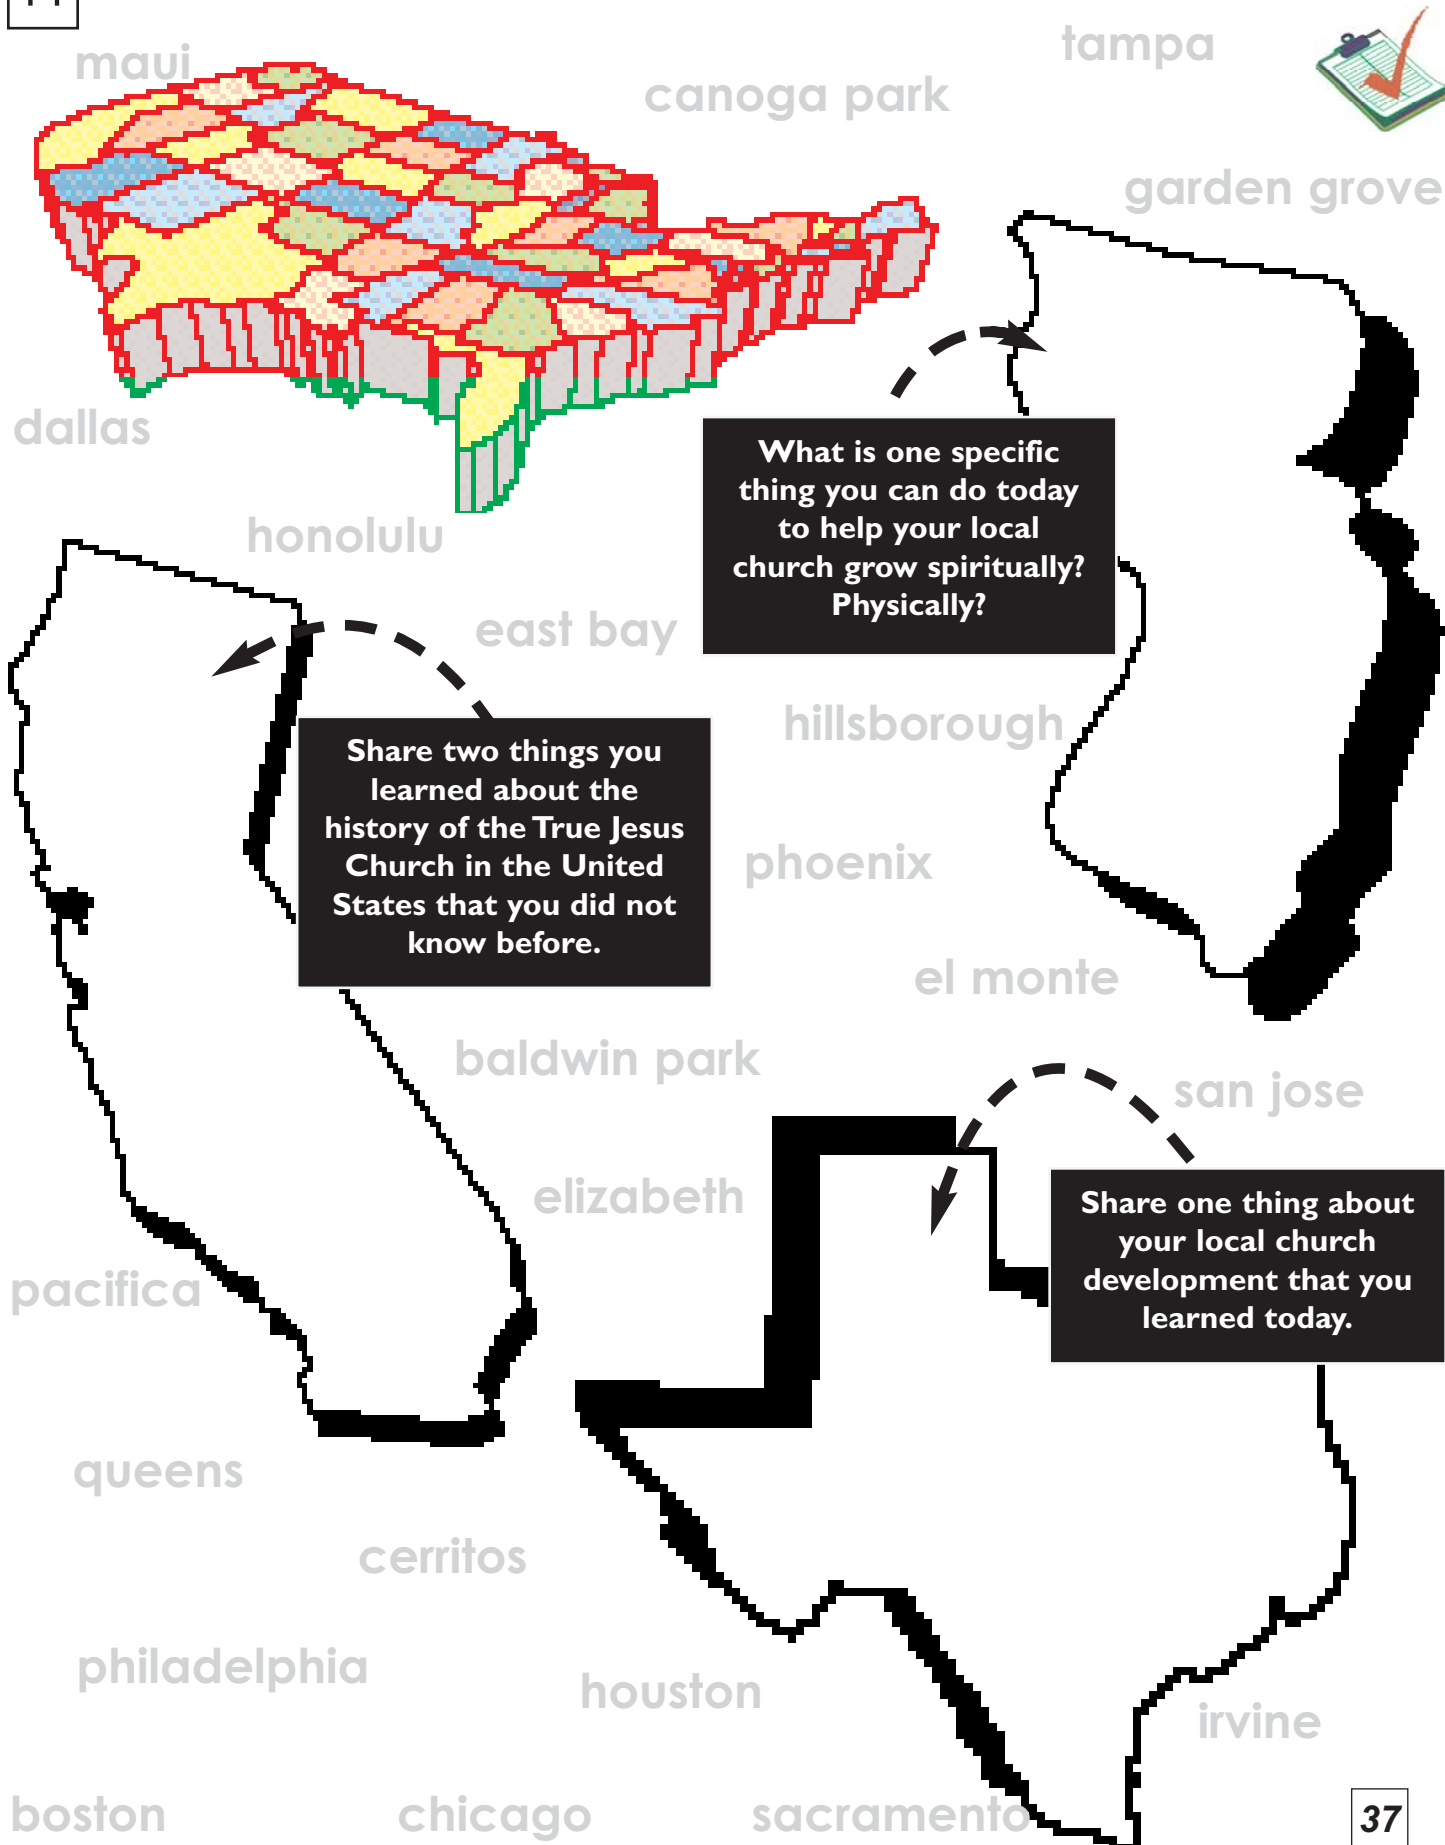 maui
tampa
canoga park
garden grove
dallas
What is one specific
thing you can do today
to help your local
church grow spiritually?
Physically?
honolulu
east bay
hillsborough
Share two things you
learned about the
history of the True Jesus
Church in the United
States that you did not
know before.
phoenix
el monte
baldwin park
san jose
elizabeth
Share one thing about
your local church
development that you
learned today.
pacifica
queens
cerritos
philadelphia
houston
irvine
boston
chicago
sacramento
37